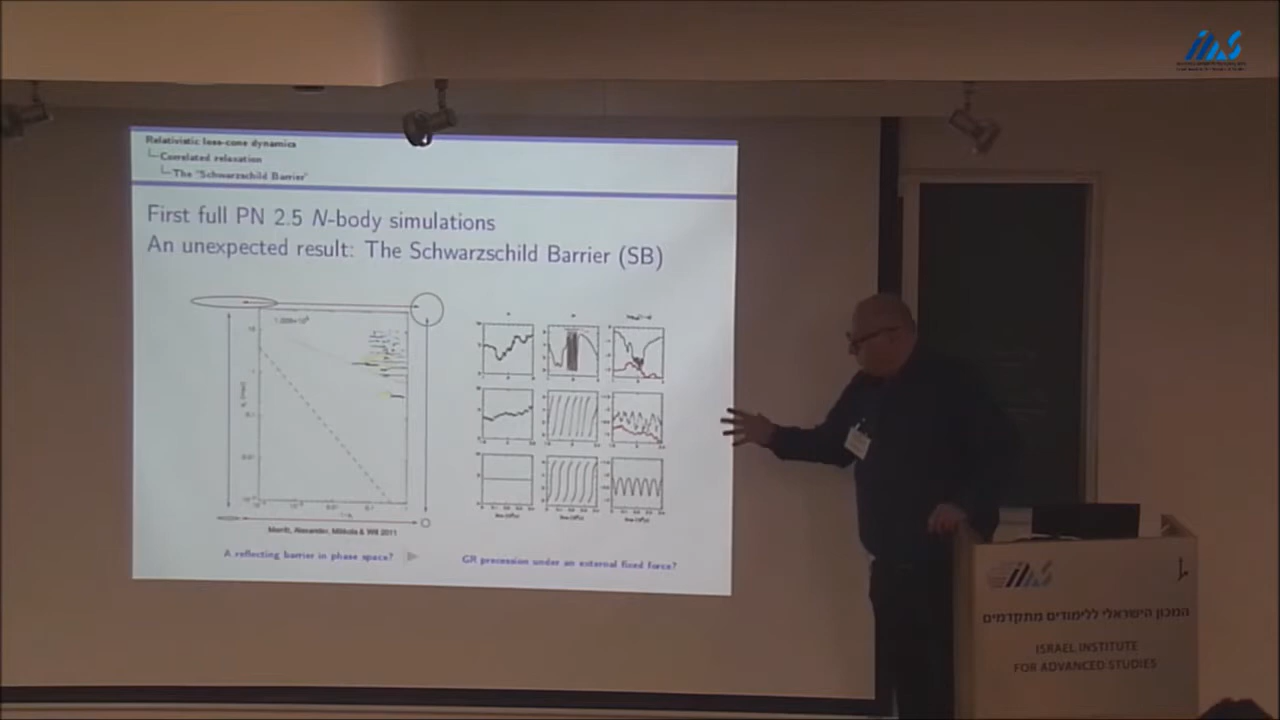 Relativistic loss-cone dynamics
Correlated relaxation
The "Schwarzschild Barrier"
First full PN 2.5 N-body simulations
An unexpected result: The Schwarzschild Barrier (SB)
Merritt, Alexander, Mikkola & Will 2011
A reflecting barrier in phase space?
GR precession under an external fixed force?
המכון הישראלי ללימודים מתקדמים
ISRAEL INSTITUTE
FOR ADVANCED STUDIES